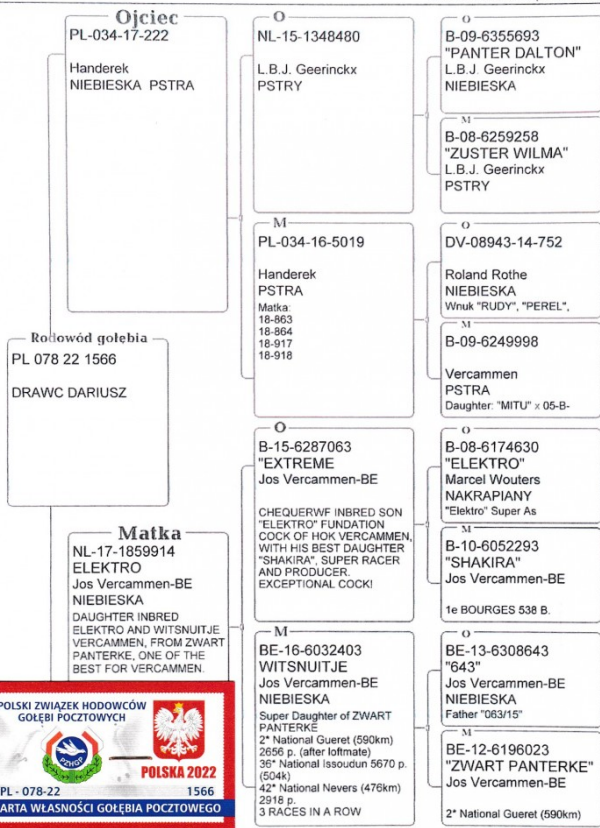 Ojciec
PL-034-17-222
Handerek
NIEBIESKA PSTRA
O
NL-15-1348480
L.B.J. Geerinckx
PSTRY
O
B-09-6355693
"PANTER DALTON"
L.B.J. Geerinckx
NIEBIESKA
M
B-08-6259258
"ZUSTER WILMA"
L.B.J. Geerinckx
PSTRY
M
PL-034-16-5019
Handerek
PSTRA
Matka:
18-863
18-864
18-917
18-918
O
DV-08943-14-752
Roland Rothe
NIEBIESKA
Wnuk "RUDY", "PEREL",
M
B-09-6249998
Vercammen
PSTRA
Daughter: "MITU" x 05-B-
Rodowód gołębia
PL 078 22 1566
DRAWC DARIUSZ
Matka
NL-17-1859914
ELEKTRO
Jos Vercammen-BE
NIEBIESKA
DAUGHTER INBRED
ELEKTRO AND WITSNUITJE
VERCAMMEN, FROM ZWART
PANTERKE, ONE OF THE
BEST FOR VERCAMMEN.
O
B-15-6287063
"EXTREME"
Jos Vercammen-BE
CHEQUERWF INBRED SON
"ELEKTRO" FUNDATION
COCK OF HOK VERCAMMEN,
WITH HIS BEST DAUGHTER
"SHAKIRA", SUPER RACER
AND PRODUCER.
EXCEPTIONAL COCK!
O
B-08-6174630
"ELEKTRO"
Marcel Wouters
NAKRAPIANY
"Elektro" Super As
M
B-10-6052293
"SHAKIRA"
Jos Vercammen-BE
1e BOURGES 538 B.
M
BE-16-6032403
WITSNUITJE
Jos Vercammen-BE
NIEBIESKA
Super Daughter of ZWART
PANTERKE
2* National Gueret (590km)
2656 p. (after loftmate)
36* National Issoudun 5670 p.
(504k)
42* National Nevers (476km)
2918 p.
3 RACES IN A ROW
O
BE-13-6308643
"643"
Jos Vercammen-BE
NIEBIESKA
Father "063/15"
M
BE-12-6196023
"ZWART PANTERKE"
Jos Vercammen-BE
2* National Gueret (590km)
POLSKI ZWIĄZEK HODOWCÓW
GOŁĘBI POCZTOWYCH
PZHGP
POLSKA 2022
PL - 078-22 1566
KARTA WŁASNOŚCI GOŁĘBIA POCZTOWEGO